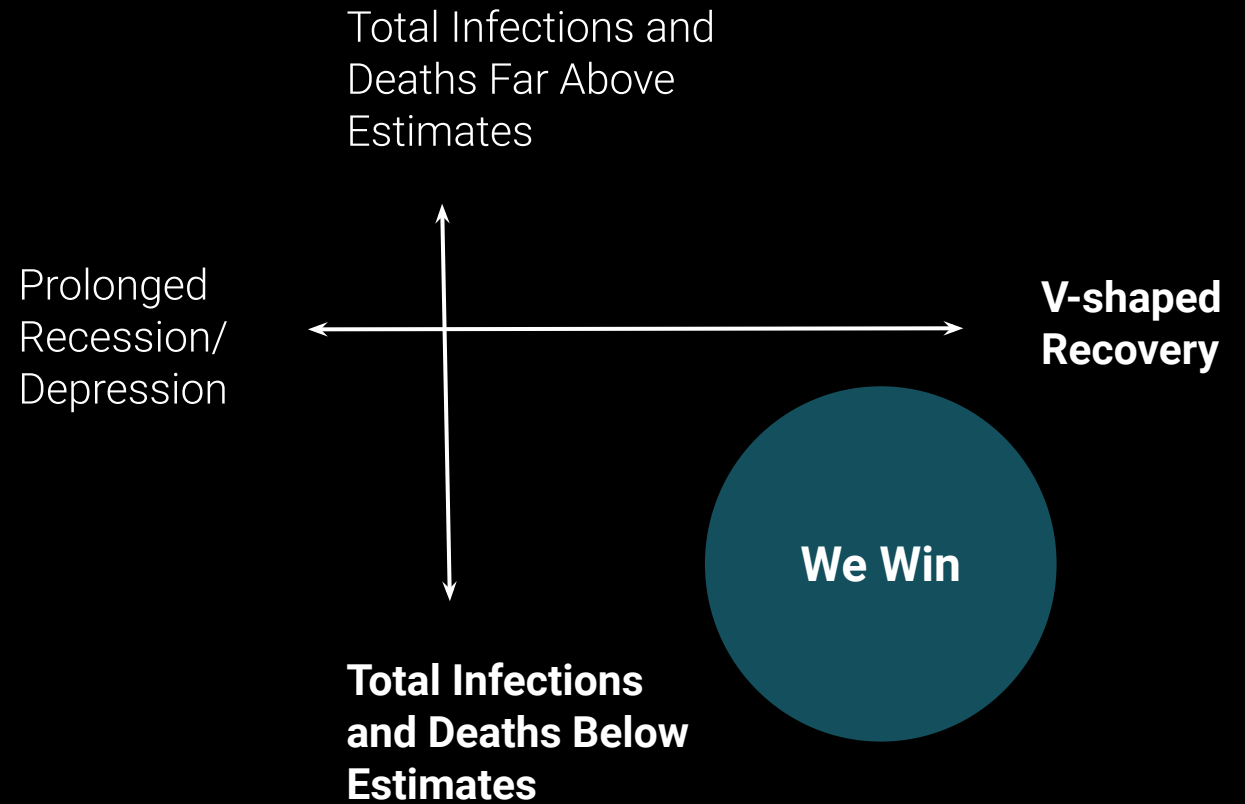 Total Infections and
Deaths Far Above
Estimates
Prolonged
Recession/
Depression
V-shaped
Recovery
We Win
Total Infections
and Deaths Below
Estimates